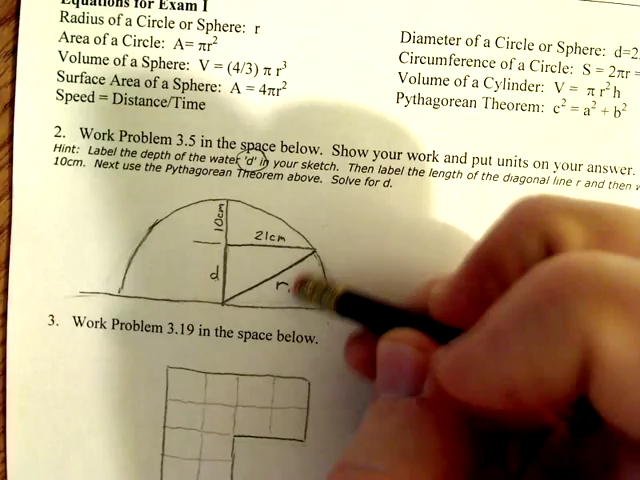 Equations for Exam I
Radius of a Circle or Sphere: r
Area of a Circle: A= πr²
Volume of a Sphere: V = (4/3) π r³
Surface Area of a Sphere: A = 4πr²
Speed = Distance/Time
Diameter of a Circle or Sphere: d=2
Circumference of a Circle: S = 2πr =
Volume of a Cylinder: V = π r² h
Pythagorean Theorem: c² = a² + b²
2. Work Problem 3.5 in the space below. Show your work and put units on your answer.
Hint: Label the depth of the water 'd' in your sketch. Then label the length of the diagonal line r and then
10cm. Next use the Pythagorean Theorem above. Solve for d.
10cm
21cm
d
r
3. Work Problem 3.19 in the space below.